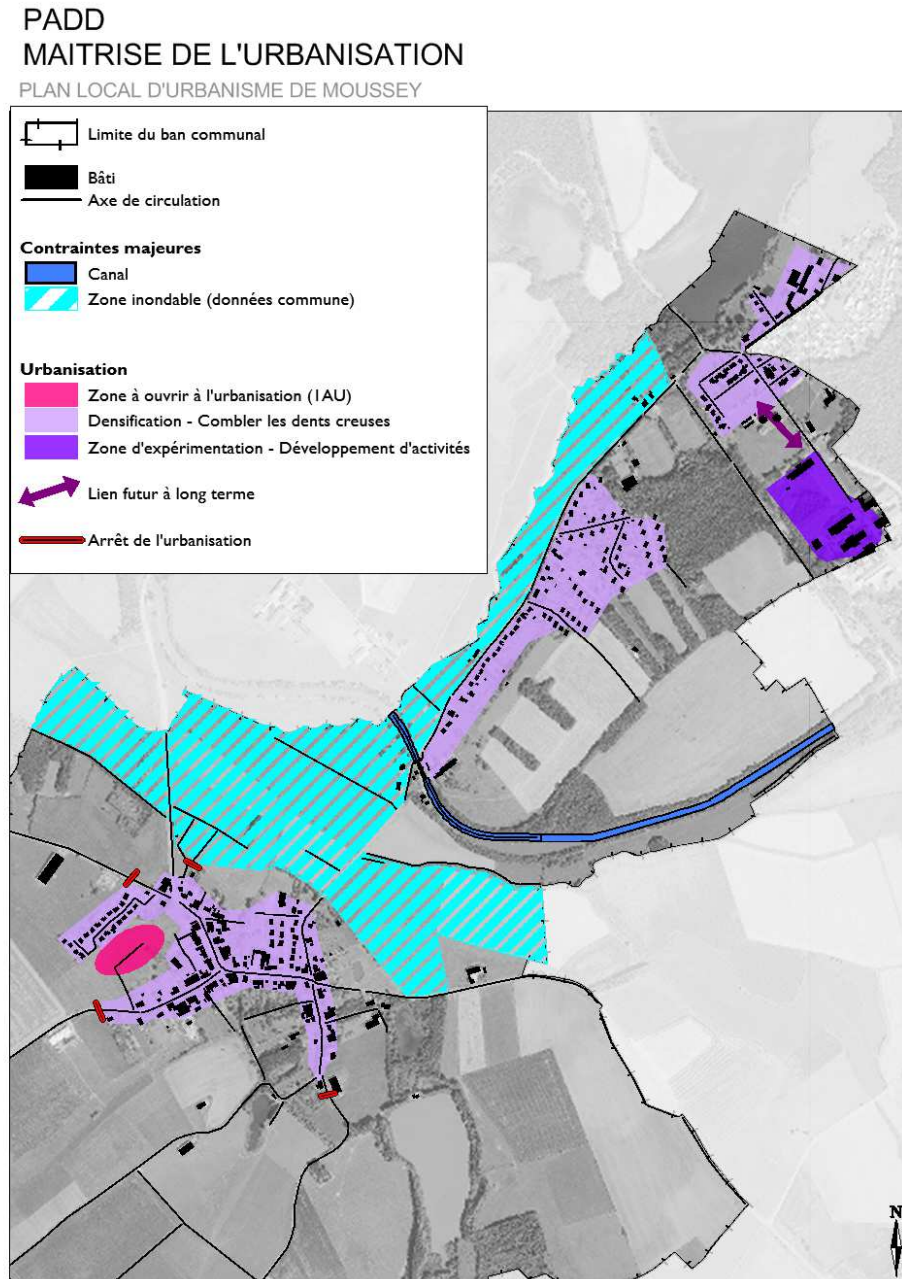 PADD
MAITRISE DE L'URBANISATION
PLAN LOCAL D'URBANISME DE MOUSSEY
Limite du ban communal
Bâti
Axe de circulation
Contraintes majeures
Canal
Zone inondable (données commune)
Urbanisation
Zone à ouvrir à l'urbanisation (1AU)
Densification - Combler les dents creuses
Zone d'expérimentation - Développement d'activités
Lien futur à long terme
Arrêt de l'urbanisation
N